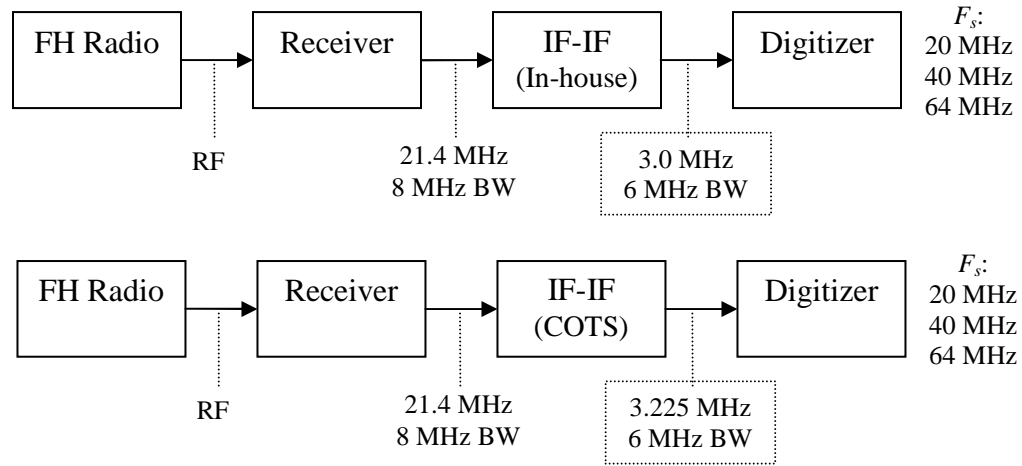 FH Radio
Receiver
IF-IF
(In-house)
Digitizer
Fs:
20 MHz
40 MHz
64 MHz
RF
21.4 MHz
8 MHz BW
3.0 MHz
6 MHz BW
FH Radio
Receiver
IF-IF
(COTS)
Digitizer
Fs:
20 MHz
40 MHz
64 MHz
RF
21.4 MHz
8 MHz BW
3.225 MHz
6 MHz BW